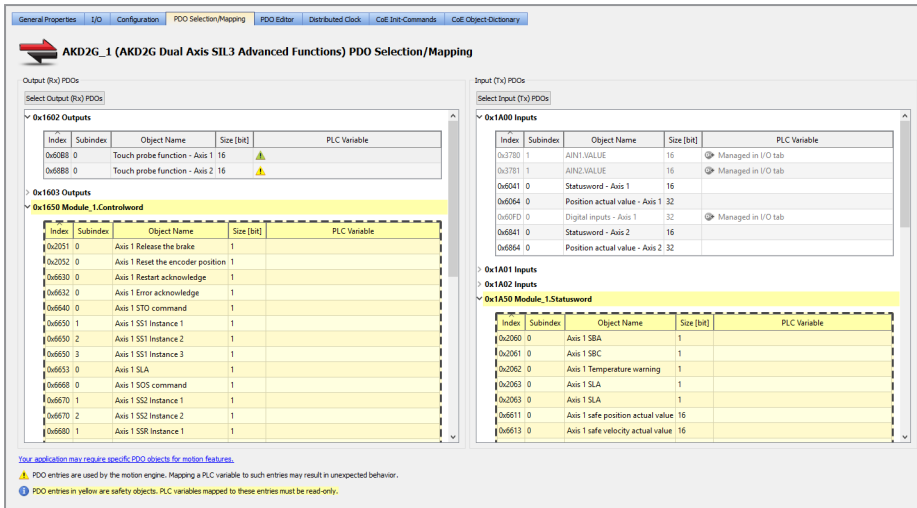 General Properties I/O Configuration PDO Selection/Mapping PDO Editor Distributed Clock CoE Init-Commands CoE Object-Dictionary
AKD2G_1 (AKD2G Dual Axis SIL3 Advanced Functions) PDO Selection/Mapping
Output (Rx) PDOs
Select Output (Rx) PDOs
0x1602 Outputs
Index Subindex Object Name Size [bit] PLC Variable
0x60B8 0 Touch probe function - Axis 1 16
0x68B8 0 Touch probe function - Axis 2 16
0x1603 Outputs
0x1650 Module_1.Controlword
Index Subindex Object Name Size [bit] PLC Variable
0x2051 0 Axis 1 Release the brake 1
0x2052 0 Axis 1 Reset the encoder position 1
0x6630 0 Axis 1 Restart acknowledge 1
0x6632 0 Axis 1 Error acknowledge 1
0x6640 0 Axis 1 STO command 1
0x6650 1 Axis 1 SS1 Instance 1 1
0x6650 2 Axis 1 SS1 Instance 2 1
0x6650 3 Axis 1 SS1 Instance 3 1
0x6653 0 Axis 1 SLA 1
0x6668 0 Axis 1 SOS command 1
0x6670 1 Axis 1 SS2 Instance 1 1
0x6670 2 Axis 1 SS2 Instance 2 1
0x6680 1 Axis 1 SSR Instance 1 1
Input (Tx) PDOs
Select Input (Tx) PDOs
0x1A00 Inputs
Index Subindex Object Name Size [bit] PLC Variable
0x3780 1 AIN1.VALUE 16 Managed in I/O tab
0x3781 1 AIN2.VALUE 16 Managed in I/O tab
0x6041 0 Statusword - Axis 1 16
0x6064 0 Position actual value - Axis 1 32
0x60FD 0 Digital inputs - Axis 1 32 Managed in I/O tab
0x6841 0 Statusword - Axis 2 16
0x6864 0 Position actual value - Axis 2 32
0x1A01 Inputs
0x1A02 Inputs
0x1A50 Module_1.Statusword
Index Subindex Object Name Size [bit] PLC Variable
0x2060 0 Axis 1 SBA 1
0x2061 0 Axis 1 SBC 1
0x2062 0 Axis 1 Temperature warning 1
0x2063 0 Axis 1 SLA 1
0x2063 0 Axis 1 SLA 1
0x6611 0 Axis 1 safe position actual value 16
0x6613 0 Axis 1 safe velocity actual value 16
Your application may require specific PDO objects for motion features.
PDO entries are used by the motion engine. Mapping a PLC variable to such entries may result in unexpected behavior.
PDO entries in yellow are safety objects. PLC variables mapped to these entries must be read-only.